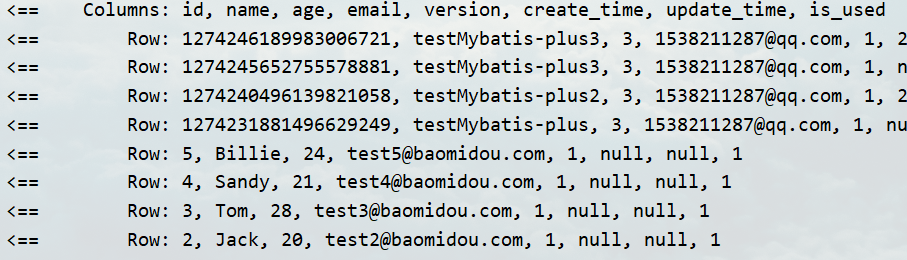 <==    Columns: id, name, age, email, version, create_time, update_time, is_used
<==        Row: 1274246189983006721, testMybatis-plus3, 3, 1538211287@qq.com, 1, 2
<==        Row: 1274245652755578881, testMybatis-plus3, 3, 1538211287@qq.com, 1, n
<==        Row: 1274240496139821058, testMybatis-plus2, 3, 1538211287@qq.com, 1, 2
<==        Row: 1274231881496629249, testMybatis-plus, 3, 1538211287@qq.com, 1, nu
<==        Row: 5, Billie, 24, test5@baomidou.com, 1, null, null, 1
<==        Row: 4, Sandy, 21, test4@baomidou.com, 1, null, null, 1
<==        Row: 3, Tom, 28, test3@baomidou.com, 1, null, null, 1
<==        Row: 2, Jack, 20, test2@baomidou.com, 1, null, null, 1